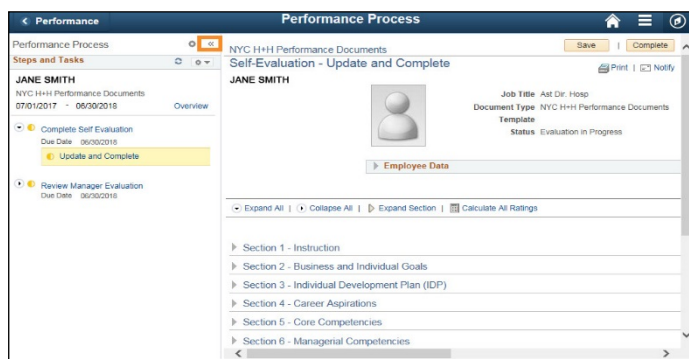 Performance
Performance Process
Performance Process
Steps and Tasks
JANE SMITH
NYC H+H Performance Documents
07/01/2017 - 06/30/2018 Overview
Complete Self Evaluation
Due Date 06/30/2018
Update and Complete
Review Manager Evaluation
Due Date 06/30/2018
NYC H+H Performance Documents
Save | Complete
Self-Evaluation - Update and Complete
Print | Notify
JANE SMITH
Job Title Ast Dir. Hosp
Document Type NYC H+H Performance Documents
Template
Status Evaluation in Progress
Employee Data
Expand All | Collapse All | Expand Section | Calculate All Ratings
Section 1 - Instruction
Section 2 - Business and Individual Goals
Section 3 - Individual Development Plan (IDP)
Section 4 - Career Aspirations
Section 5 - Core Competencies
Section 6 - Managerial Competencies